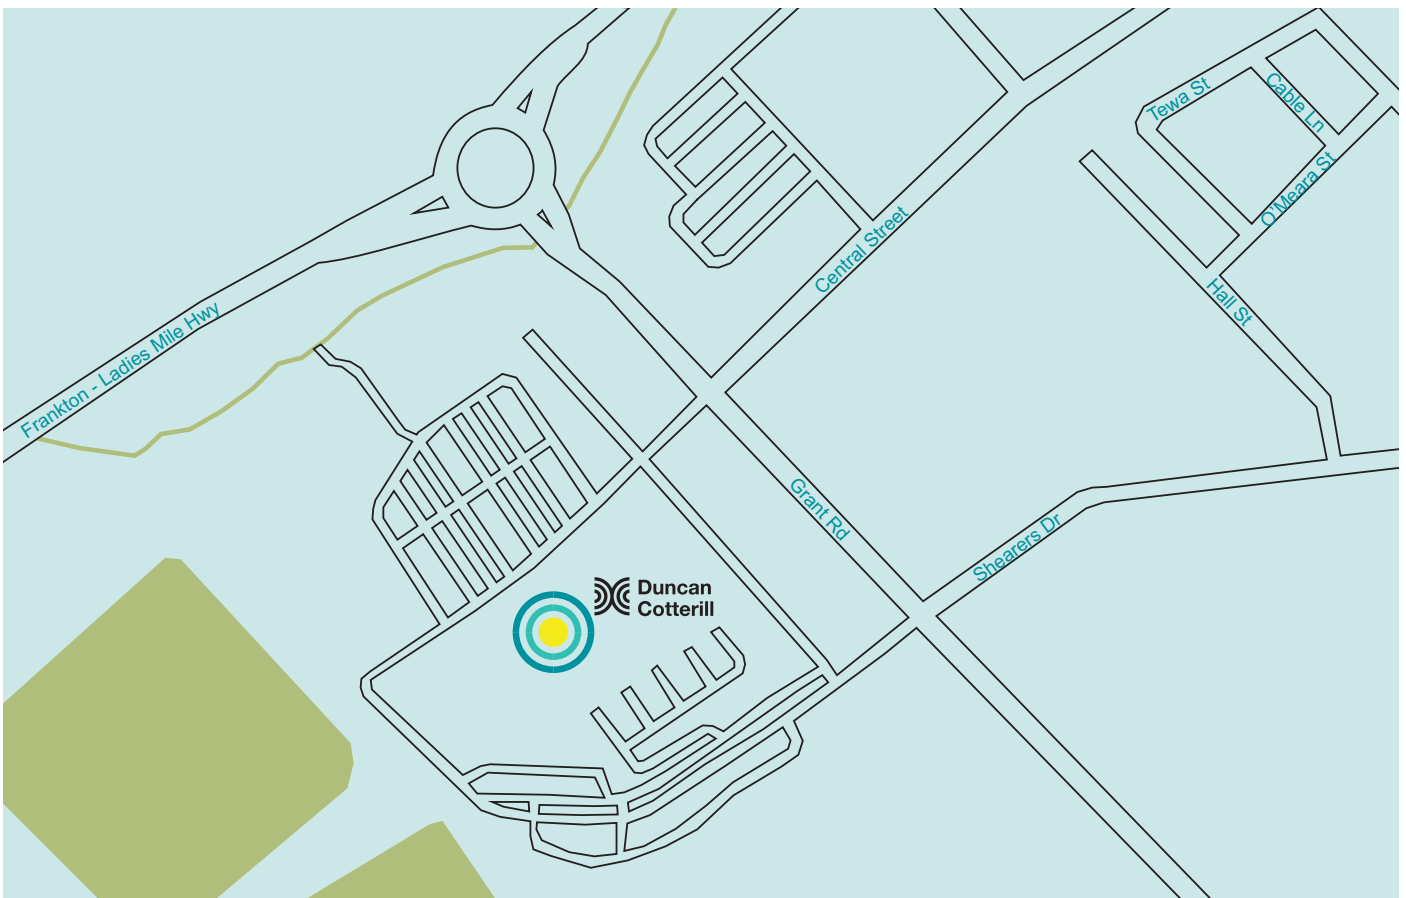 Tewa St
Cable Ln
O'Meara St
Central Street
Hall St
Frankton - Ladies Mile Hwy
Grant Rd
Shearers Dr
Duncan
Cotterill